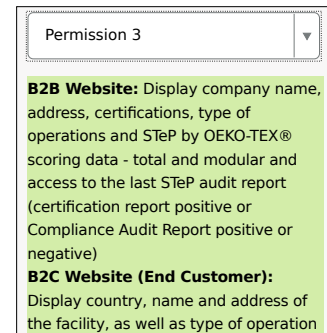 Permission 3
B2B Website: Display company name,
address, certifications, type of
operations and STeP by OEKO-TEX®
scoring data - total and modular and
access to the last STeP audit report
(certification report positive or
Compliance Audit Report positive or
negative)
B2C Website (End Customer):
Display country, name and address of
the facility, as well as type of operation